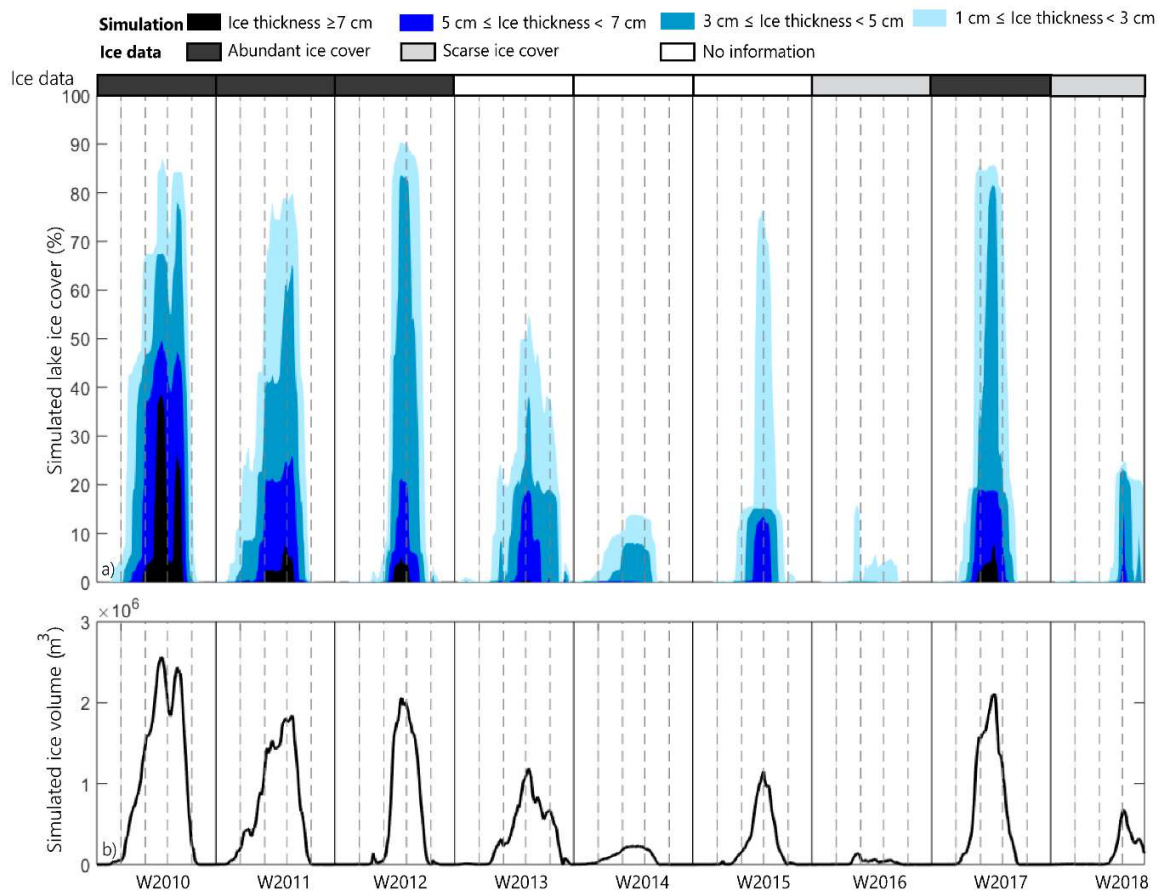 Simulation Ice thickness ≥7 cm 5 cm ≤ Ice thickness < 7 cm 3 cm ≤ Ice thickness < 5 cm 1 cm ≤ Ice thickness < 3 cm
Ice data Abundant ice cover Scarse ice cover No information
Ice data
100
90
80
70
60
50
40
30
20
10
0
Simulated lake ice cover (%)
a)
×10⁶
3
2
1
0
Simulated ice volume (m³)
b)
W2010 W2011 W2012 W2013 W2014 W2015 W2016 W2017 W2018